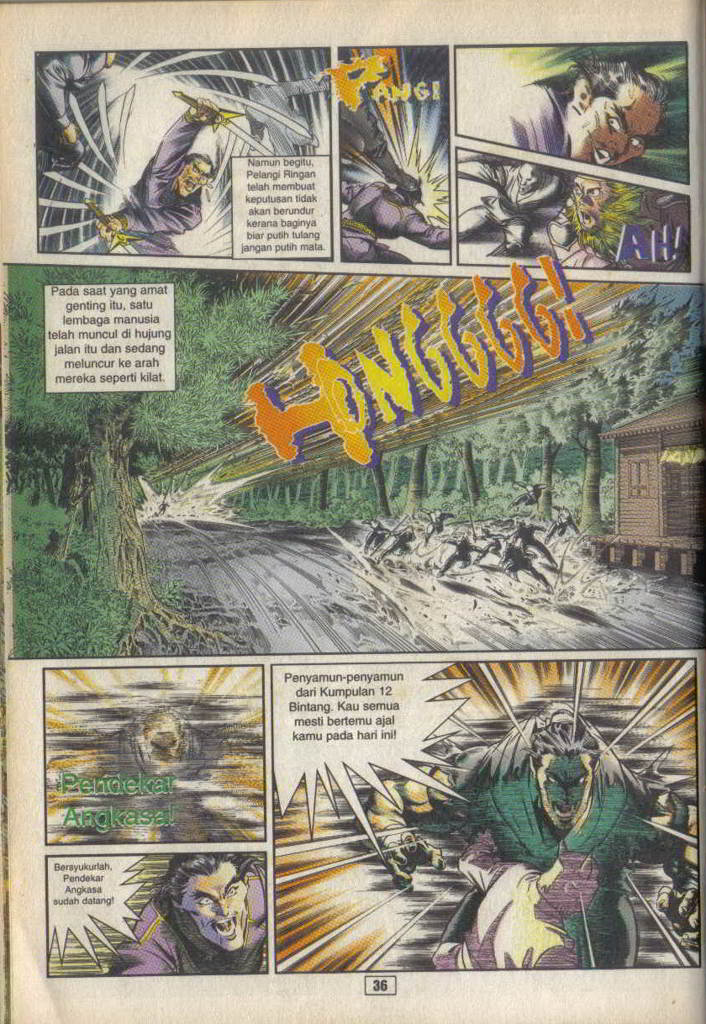 PANG!
Namun begitu,
Pelangi Ringan
telah membuat
keputusan tidak
akan berundur
kerana baginya
biar putih tulang
jangan putih mata.
AH!
Pada saat yang amat
genting itu, satu
lembaga manusia
telah muncul di hujung
jalan itu dan sedang
meluncur ke arah
mereka seperti kilat.
HONGGGGG!
Pendekar
Angkasa!
Penyamun-penyamun
dari Kumpulan 12
Bintang. Kau semua
mesti bertemu ajal
kamu pada hari ini!
Bersyukurlah,
Pendekar
Angkasa
sudah datang!
36